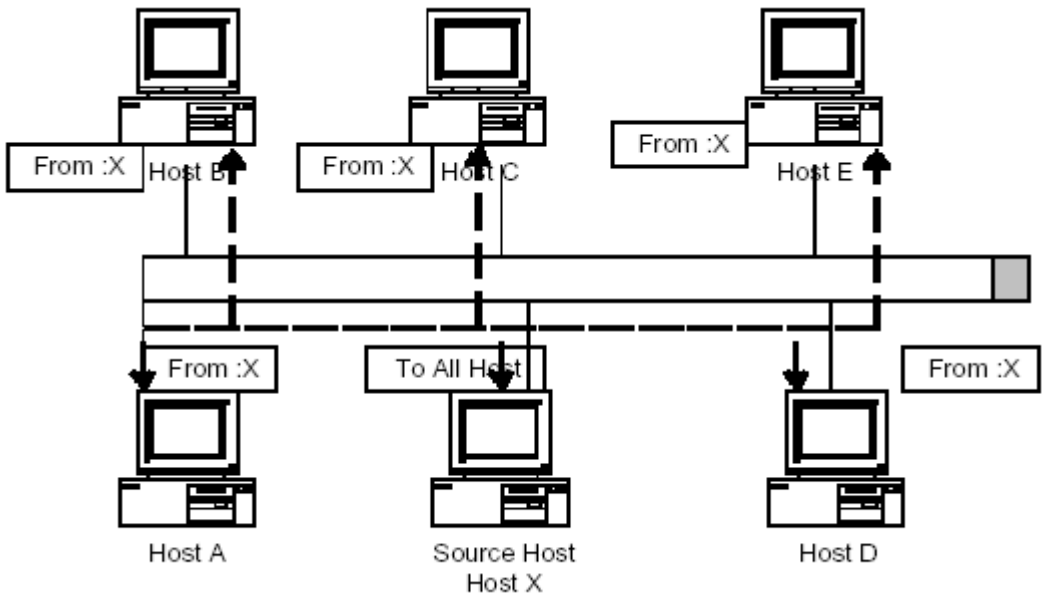 From :X
Host B
From :X
Host C
From :X
Host E
From :X
To All Host
From :X
Host A
Source Host
Host X
Host D